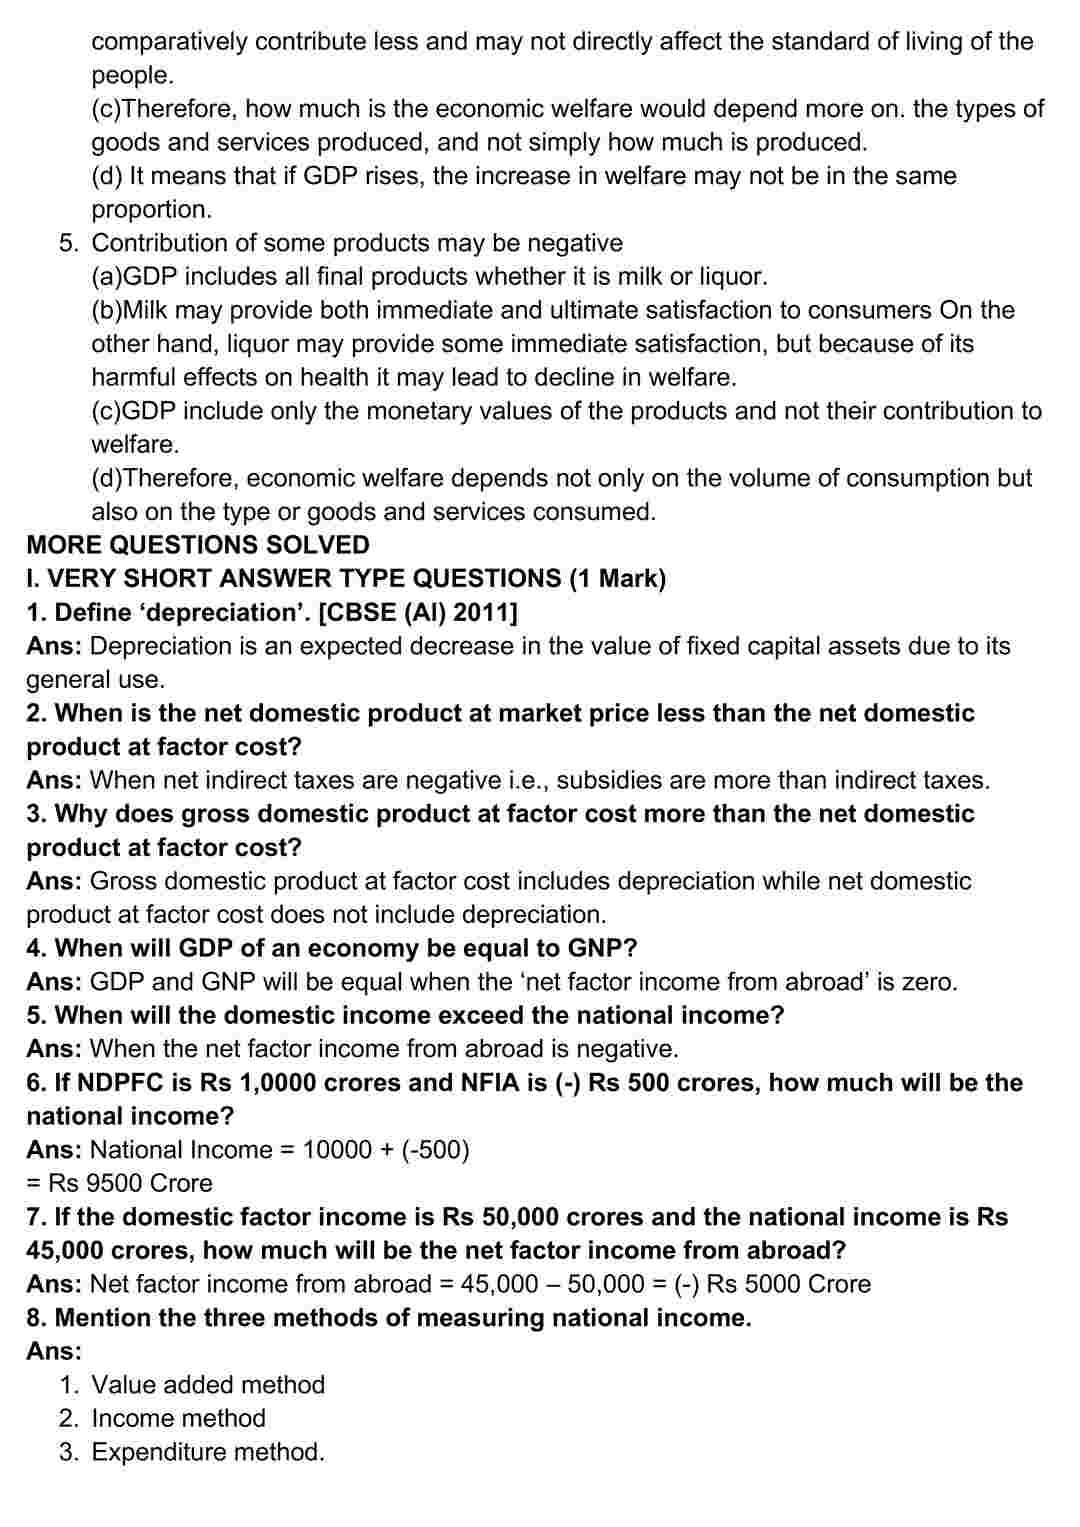 comparatively contribute less and may not directly affect the standard of living of the
people.
(c)Therefore, how much is the economic welfare would depend more on. the types of
goods and services produced, and not simply how much is produced.
(d) It means that if GDP rises, the increase in welfare may not be in the same
proportion.
5. Contribution of some products may be negative
(a)GDP includes all final products whether it is milk or liquor.
(b)Milk may provide both immediate and ultimate satisfaction to consumers On the
other hand, liquor may provide some immediate satisfaction, but because of its
harmful effects on health it may lead to decline in welfare.
(c)GDP include only the monetary values of the products and not their contribution to
welfare.
(d)Therefore, economic welfare depends not only on the volume of consumption but
also on the type or goods and services consumed.
MORE QUESTIONS SOLVED
I. VERY SHORT ANSWER TYPE QUESTIONS (1 Mark)
1. Define ‘depreciation’. [CBSE (AI) 2011]
Ans: Depreciation is an expected decrease in the value of fixed capital assets due to its
general use.
2. When is the net domestic product at market price less than the net domestic
product at factor cost?
Ans: When net indirect taxes are negative i.e., subsidies are more than indirect taxes.
3. Why does gross domestic product at factor cost more than the net domestic
product at factor cost?
Ans: Gross domestic product at factor cost includes depreciation while net domestic
product at factor cost does not include depreciation.
4. When will GDP of an economy be equal to GNP?
Ans: GDP and GNP will be equal when the ‘net factor income from abroad’ is zero.
5. When will the domestic income exceed the national income?
Ans: When the net factor income from abroad is negative.
6. If NDPFC is Rs 1,0000 crores and NFIA is (-) Rs 500 crores, how much will be the
national income?
Ans: National Income = 10000 + (-500)
= Rs 9500 Crore
7. If the domestic factor income is Rs 50,000 crores and the national income is Rs
45,000 crores, how much will be the net factor income from abroad?
Ans: Net factor income from abroad = 45,000 – 50,000 = (-) Rs 5000 Crore
8. Mention the three methods of measuring national income.
Ans:
1. Value added method
2. Income method
3. Expenditure method.